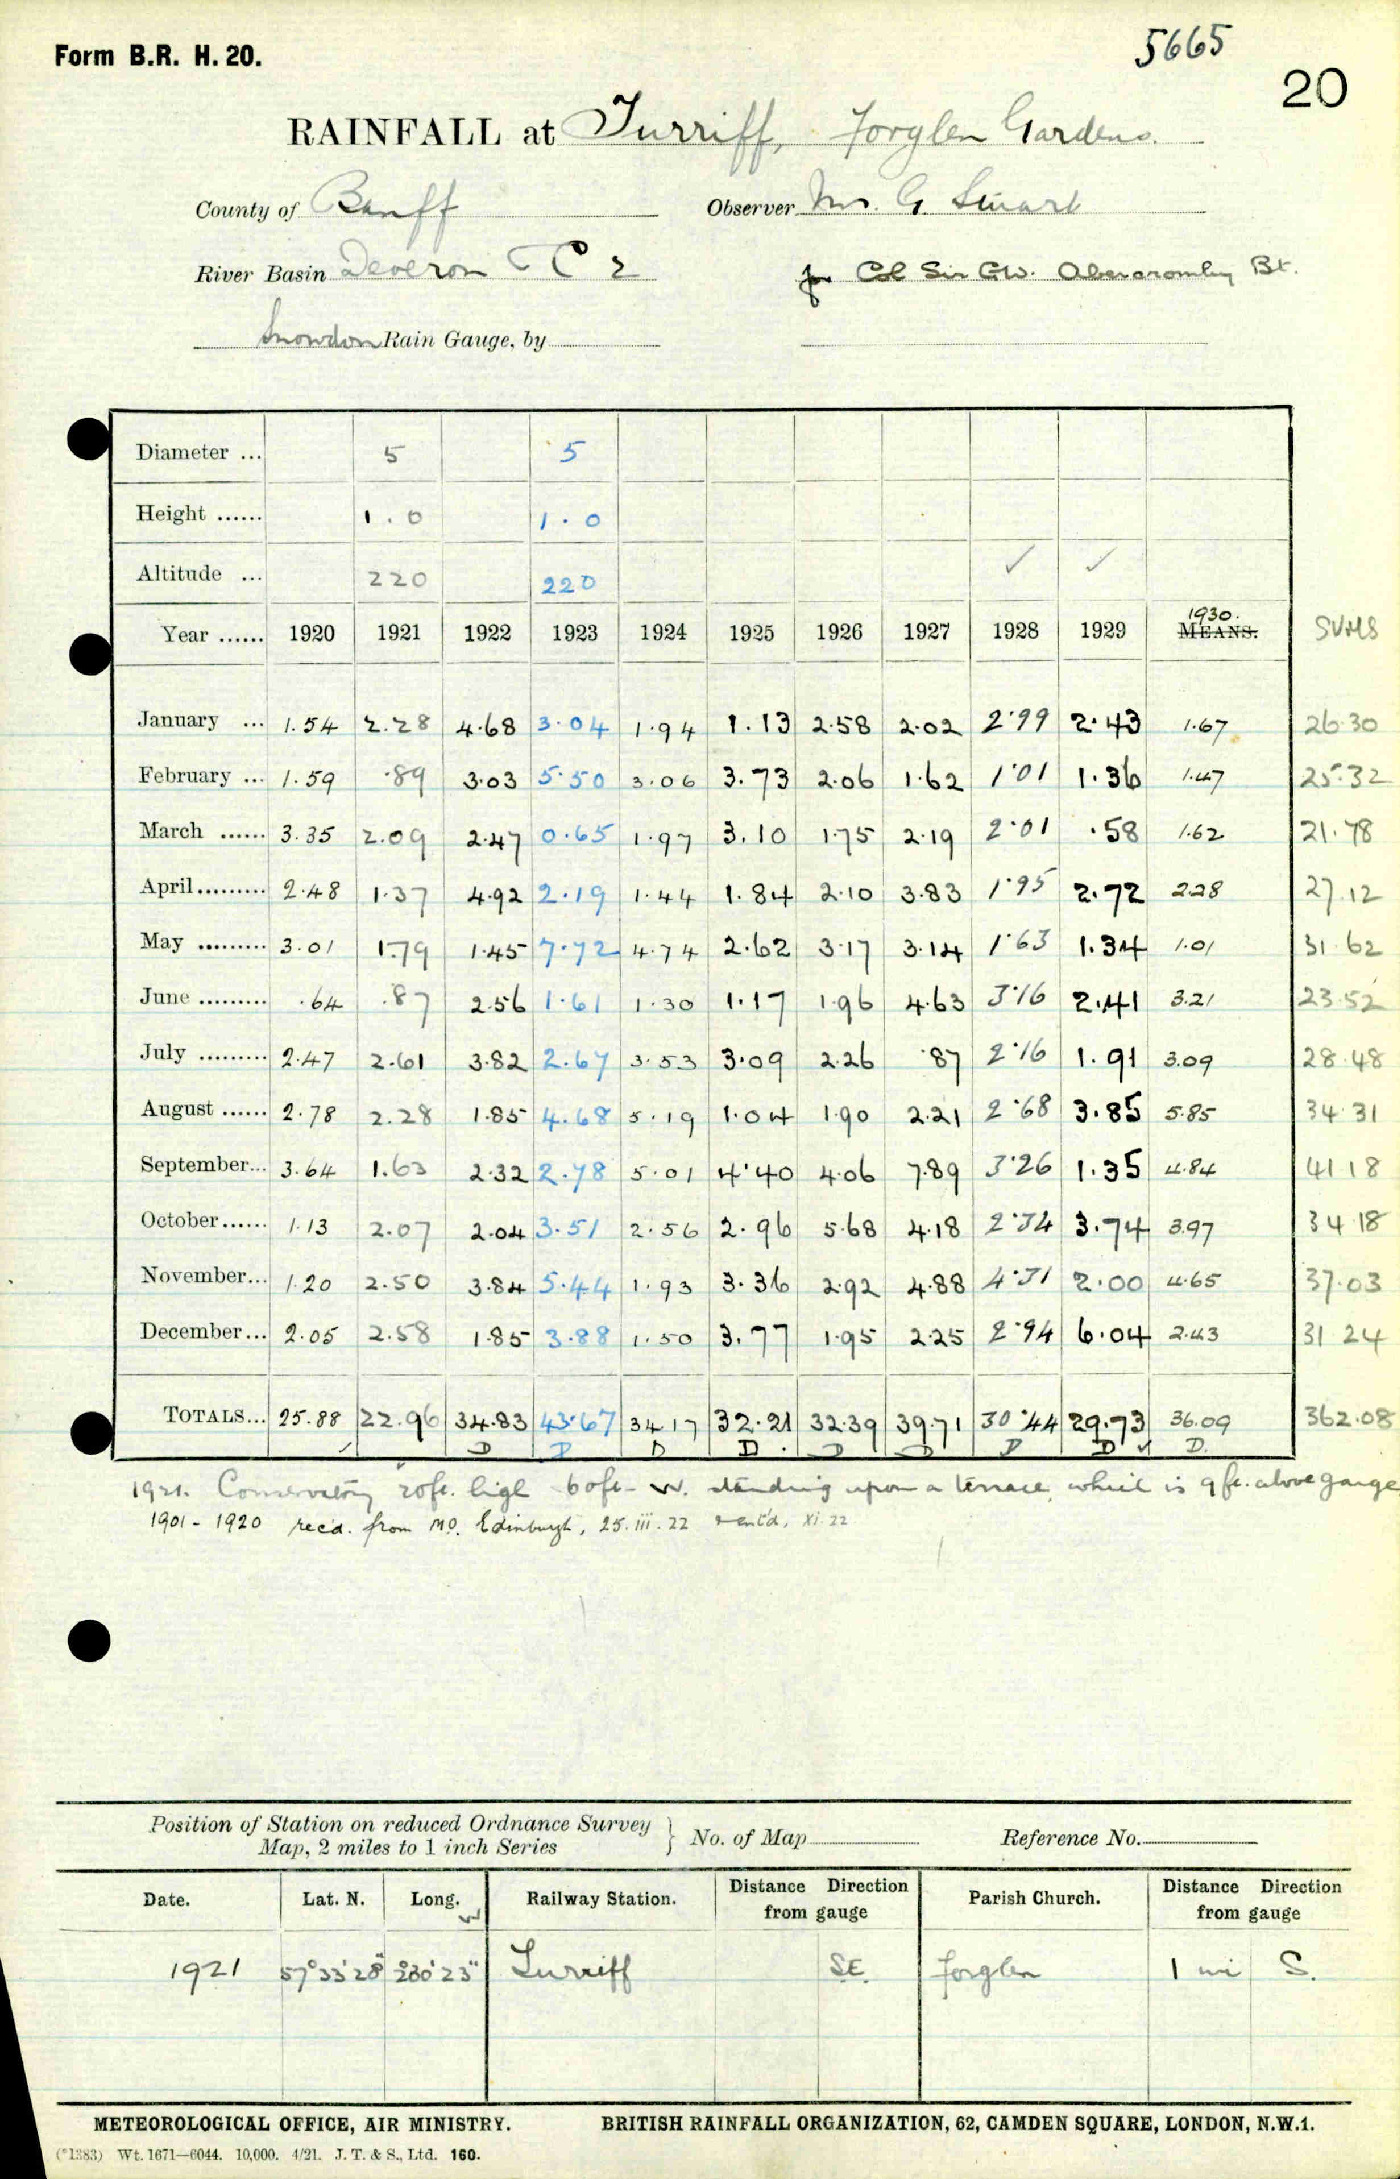 Form B.R. H. 20.
5665
20
RAINFALL at Turriff, Forglen Gardens.
County of Banff Observer Mr. G. Smart
River Basin Deveron C 2 for Col Sir G.W. Abercromby Bt.
Snowdon Rain Gauge, by
Diameter ... 5 5
Height ...... 1.0 1.0
Altitude ... 220 220 ✓ ✓
Year ...... 1920 1921 1922 1923 1924 1925 1926 1927 1928 1929 1930. MEANS. SUMS
January ... 1.54 2.28 4.68 3.04 1.94 1.13 2.58 2.02 2.99 2.43 1.67 26.30
February ... 1.59 .89 3.03 5.50 3.06 3.73 2.06 1.62 1.01 1.36 1.47 25.32
March ...... 3.35 2.09 2.47 0.65 1.97 3.10 1.75 2.19 2.01 .58 1.62 21.78
April......... 2.48 1.37 4.92 2.19 1.44 1.84 2.10 3.83 1.95 2.72 2.28 27.12
May ......... 3.01 1.79 1.45 7.72 4.74 2.62 3.17 3.14 1.63 1.34 1.01 31.62
June ......... .64 .87 2.56 1.61 1.30 1.17 1.96 4.63 3.16 2.41 3.21 23.52
July ......... 2.47 2.61 3.82 2.67 3.53 3.09 2.26 .87 2.16 1.91 3.09 28.48
August ...... 2.78 2.28 1.85 4.68 5.19 1.04 1.90 2.21 2.68 3.85 5.85 34.31
September... 3.64 1.63 2.32 2.78 5.01 4.40 4.06 7.89 3.26 1.35 4.84 41.18
October...... 1.13 2.07 2.04 3.51 2.56 2.96 5.68 4.18 2.34 3.74 3.97 34.18
November... 1.20 2.50 3.84 5.44 1.93 3.36 2.92 4.88 4.31 2.00 4.65 37.03
December... 2.05 2.58 1.85 3.88 1.50 3.77 1.95 2.25 2.94 6.04 2.43 31.24
TOTALS... 25.88 22.96 34.83 43.67 34.17 32.21 32.39 39.71 30.44 29.73 36.09 362.08
✓ D D D D. D D D D ✓ D.
1921. Conservatory 20ft. high 60ft - W. standing upon a terrace which is 9 ft. above gauge
1901 - 1920 recd. from M.O. Edinburgh, 25.iii.22 XI.22
Position of Station on reduced Ordnance Survey
Map, 2 miles to 1 inch Series } No. of Map Reference No.
Date. Lat. N. Long. W Railway Station. Distance Direction from gauge Parish Church. Distance Direction from gauge
1921 57°33'28" 2°30'23" Turriff SE. Forglen 1 mi S.
METEOROLOGICAL OFFICE, AIR MINISTRY. BRITISH RAINFALL ORGANIZATION, 62, CAMDEN SQUARE, LONDON, N.W.1.
(*1383) Wt. 1671—6044. 10,000. 4/21. J. T. & S., Ltd. 160.